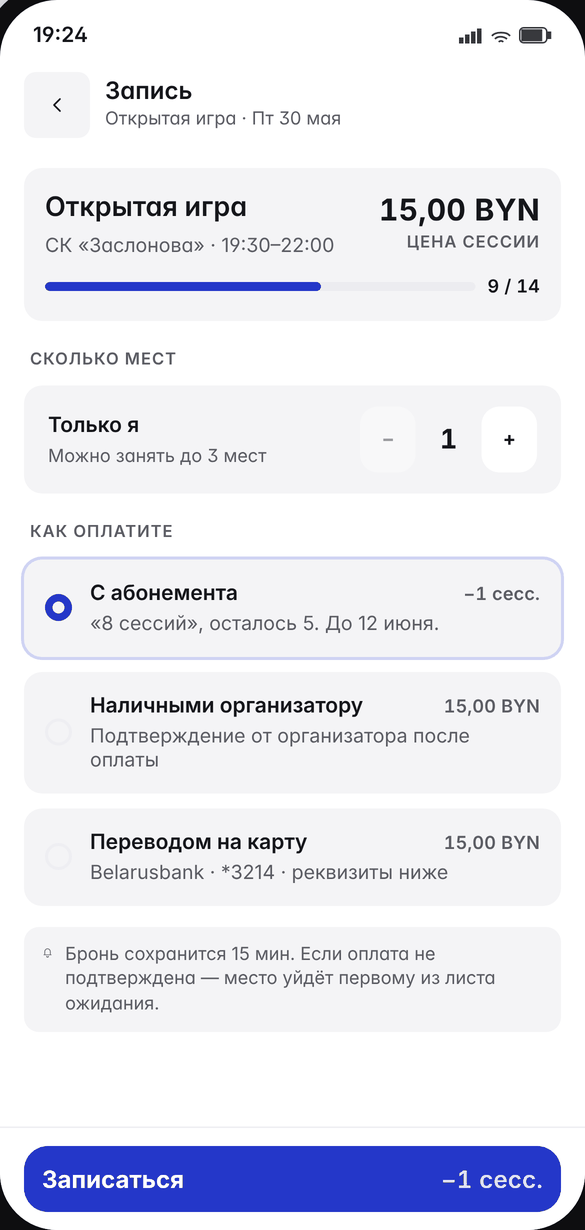 19:24
Запись
Открытая игра · Пт 30 мая
Открытая игра
15,00 BYN
СК «Заслонова» · 19:30–22:00
ЦЕНА СЕССИИ
9 / 14
СКОЛЬКО МЕСТ
Только я
Можно занять до 3 мест
− 1 +
КАК ОПЛАТИТЕ
С абонемента
−1 сесс.
«8 сессий», осталось 5. До 12 июня.
Наличными организатору
15,00 BYN
Подтверждение от организатора после
оплаты
Переводом на карту
15,00 BYN
Belarusbank · *3214 · реквизиты ниже
Бронь сохранится 15 мин. Если оплата не
подтверждена — место уйдёт первому из листа
ожидания.
Записаться
−1 сесс.